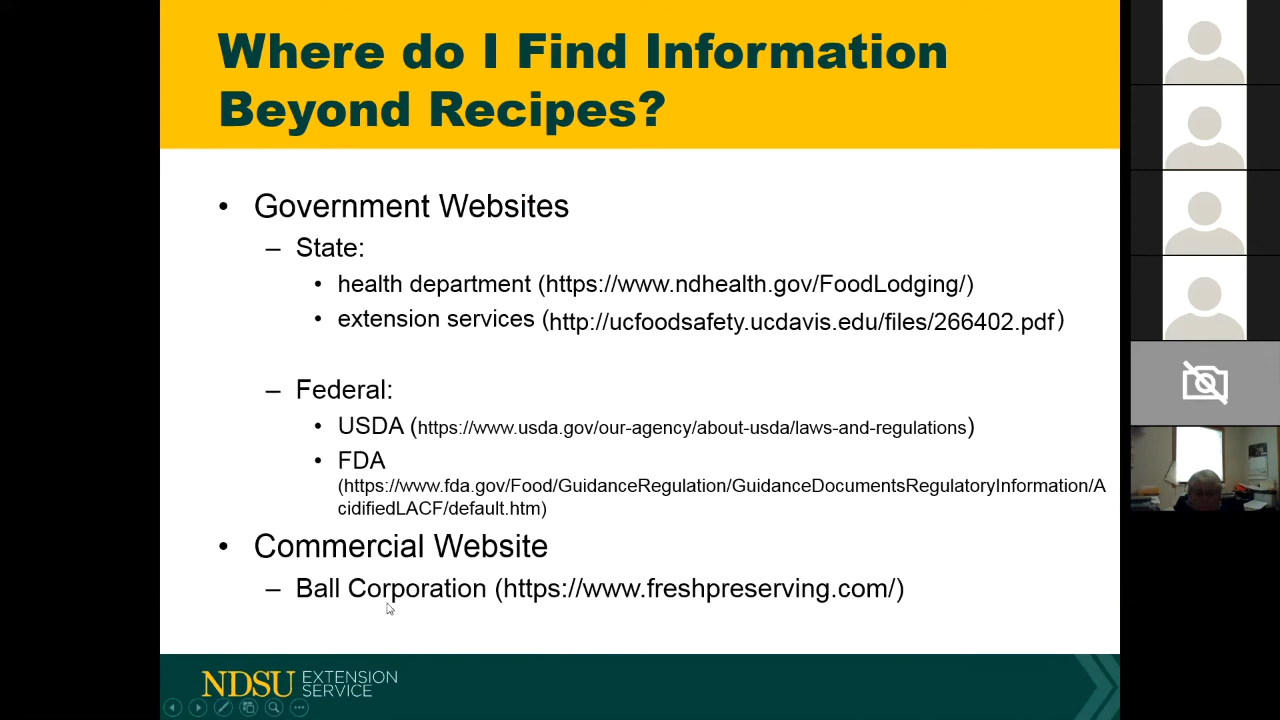 Where do I Find Information
Beyond Recipes?
• Government Websites
– State:
• health department (https://www.ndhealth.gov/FoodLodging/)
• extension services (http://ucfoodsafety.ucdavis.edu/files/266402.pdf)
– Federal:
• USDA (https://www.usda.gov/our-agency/about-usda/laws-and-regulations)
• FDA
(https://www.fda.gov/Food/GuidanceRegulation/GuidanceDocumentsRegulatoryInformation/A
cidifiedLACF/default.htm)
• Commercial Website
– Ball Corporation (https://www.freshpreserving.com/)
NDSU EXTENSION
SERVICE